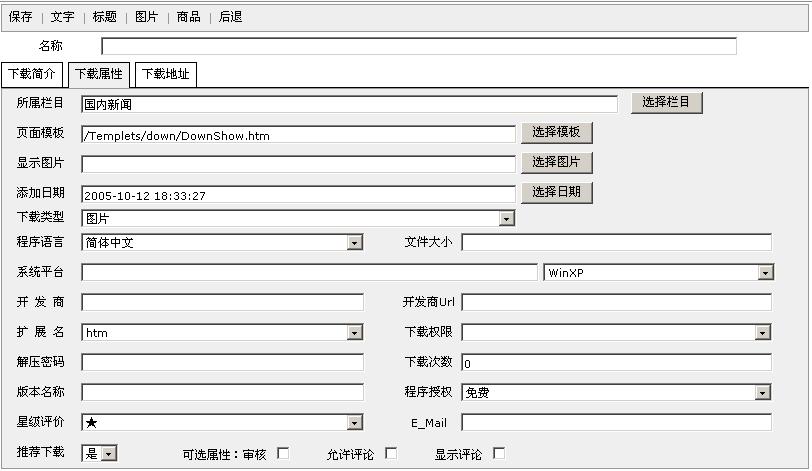 保存 | 文字 | 标题 | 图片 | 商品 | 后退
名称
下载简介 下载属性 下载地址
所属栏目 国内新闻 选择栏目
页面模板 /Templets/down/DownShow.htm 选择模板
显示图片 选择图片
添加日期 2005-10-12 18:33:27 选择日期
下载类型 图片
程序语言 简体中文 文件大小
系统平台 WinXP
开 发 商 开发商Url
扩 展 名 htm 下载权限
解压密码 下载次数 0
版本名称 程序授权 免费
星级评价 ★ E_Mail
推荐下载 是 可选属性：审核 允许评论 显示评论